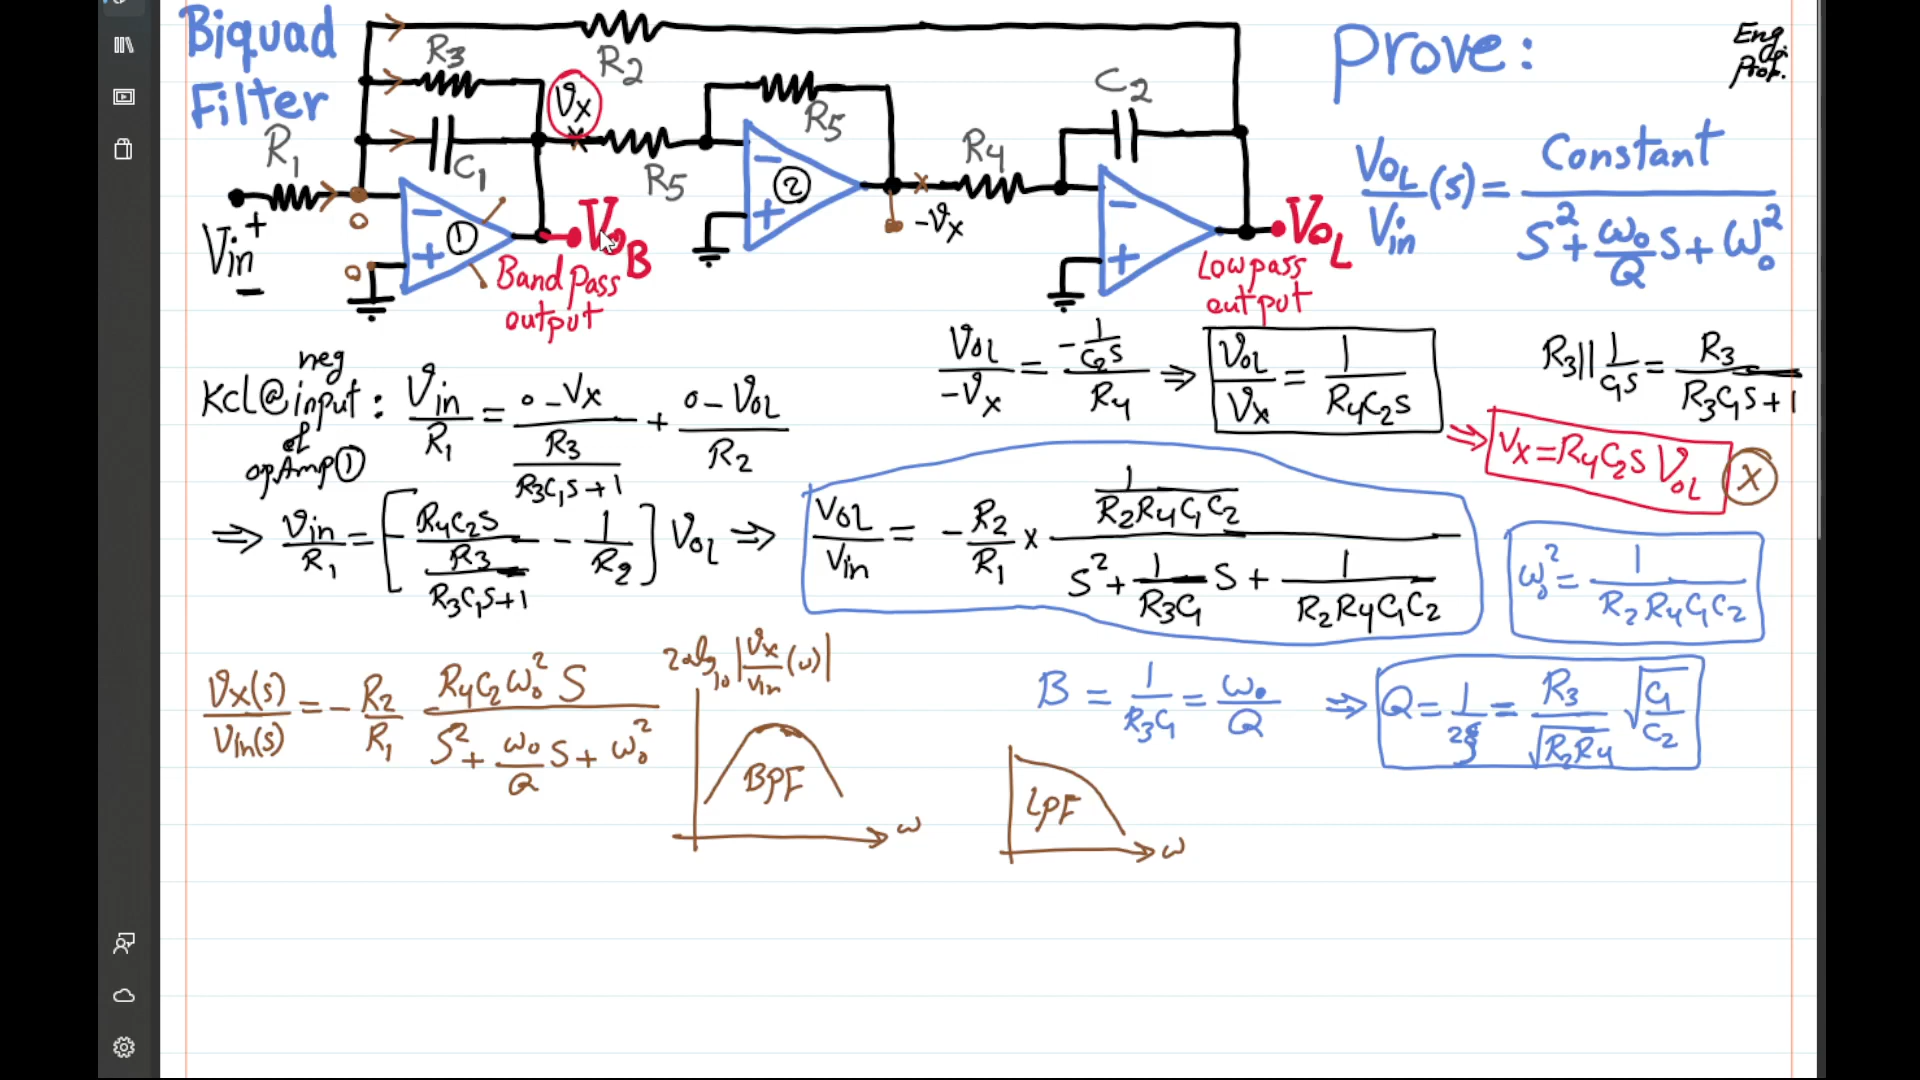 Biquad
Filter
Prove:
Eng
Prof.
R3
R2
Vx
C1
R1
R5
R5
R4
C2
Vin
+
−
−
+
①
VoB
Band Pass
output
−
+
②
-Vx
−
+
VoL
Lowpass
output
VoL/Vin (s) = Constant / (S² + ω₀/Q S + ω₀²)
KCL @ neg input of opAmp ① : Vin/R1 = (0 - Vx)/(R3/(R3C1S+1)) + (0 - VoL)/R2
VoL/-Vx = (-1/(C2S))/R4 ⇒ VoL/Vx = 1/(R4C2S)
R3||1/(C1S) = R3/(R3C1S+1)
⇒ Vx = R4C2S VoL ⓧ
⇒ Vin/R1 = [-R4C2S/(R3/(R3C1S+1)) - 1/R2] VoL ⇒ VoL/Vin = -R2/R1 × (1/(R2R4C1C2))/(S² + 1/(R3C1) S + 1/(R2R4C1C2))
ω₀² = 1/(R2R4C1C2)
Vx(s)/Vin(s) = -R2/R1 R4C2ω₀² S/(S² + ω₀/Q S + ω₀²)
20log₁₀|Vx/Vin (ω)|
BPF
ω
B = 1/(R3C1) = ω₀/Q ⇒ Q = 1/(2ξ) = R3/√(R2R4) √(C1/C2)
LPF
ω